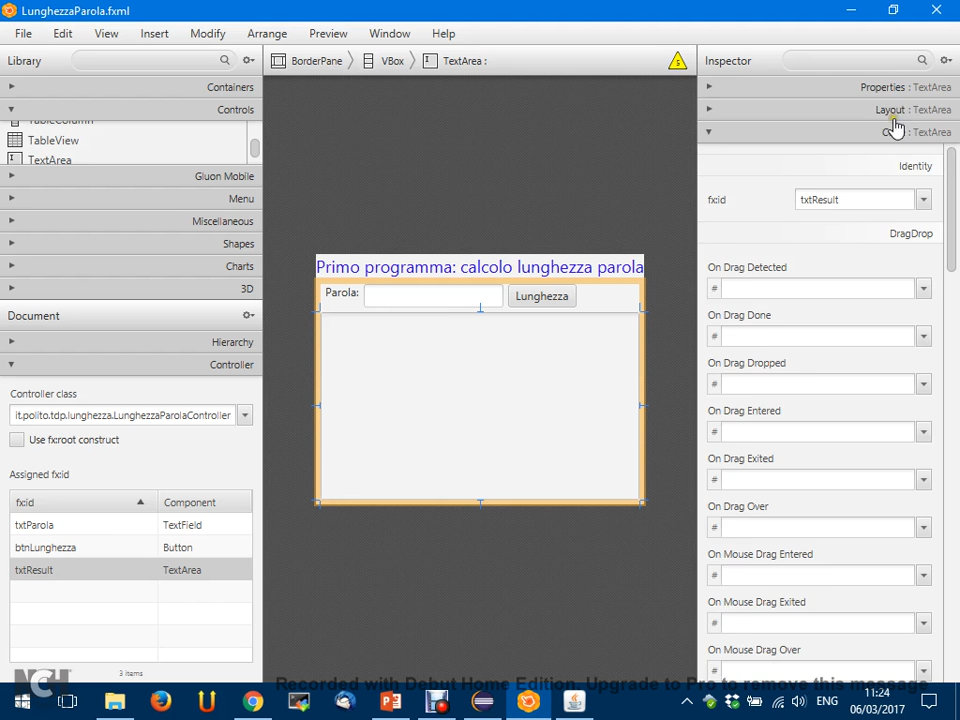 LunghezzaParola.fxml
File Edit View Insert Modify Arrange Preview Window Help
Library
BorderPane VBox TextArea :
5
Inspector
Containers
Controls
TableColumn
TableView
TextArea
Gluon Mobile
Menu
Miscellaneous
Shapes
Charts
3D
Document
Hierarchy
Controller
Controller class
it.polito.tdp.lunghezza.LunghezzaParolaController
Use fx:root construct
Assigned fx:id
fx:id Component
txtParola TextField
btnLunghezza Button
txtResult TextArea
3 items
Primo programma: calcolo lunghezza parola
Parola: Lunghezza
Properties : TextArea
Layout : TextArea
: TextArea
Identity
fx:id txtResult
DragDrop
On Drag Detected
#
On Drag Done
#
On Drag Dropped
#
On Drag Entered
#
On Drag Exited
#
On Drag Over
#
On Mouse Drag Entered
#
On Mouse Drag Exited
#
On Mouse Drag Over
#
NCH
Recorded with Debut Home Edition. Upgrade to Pro to remove this message
ENG
11:24
06/03/2017